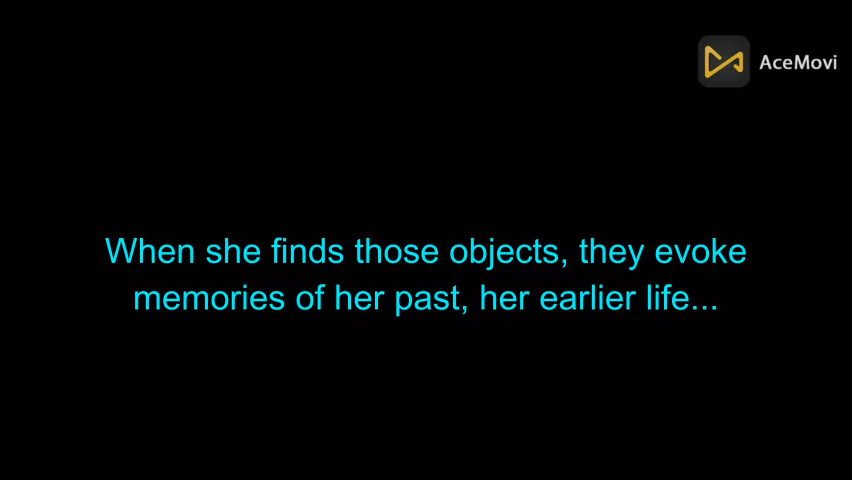 AceMovi
When she finds those objects, they evoke
memories of her past, her earlier life...